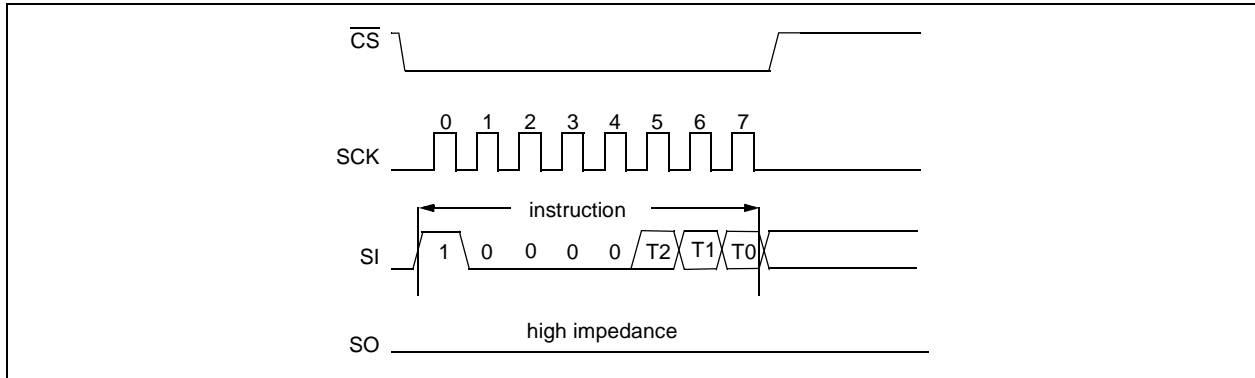 CS
0 1 2 3 4 5 6 7
SCK
instruction
SI 1 0 0 0 0 T2 T1 T0
high impedance
SO